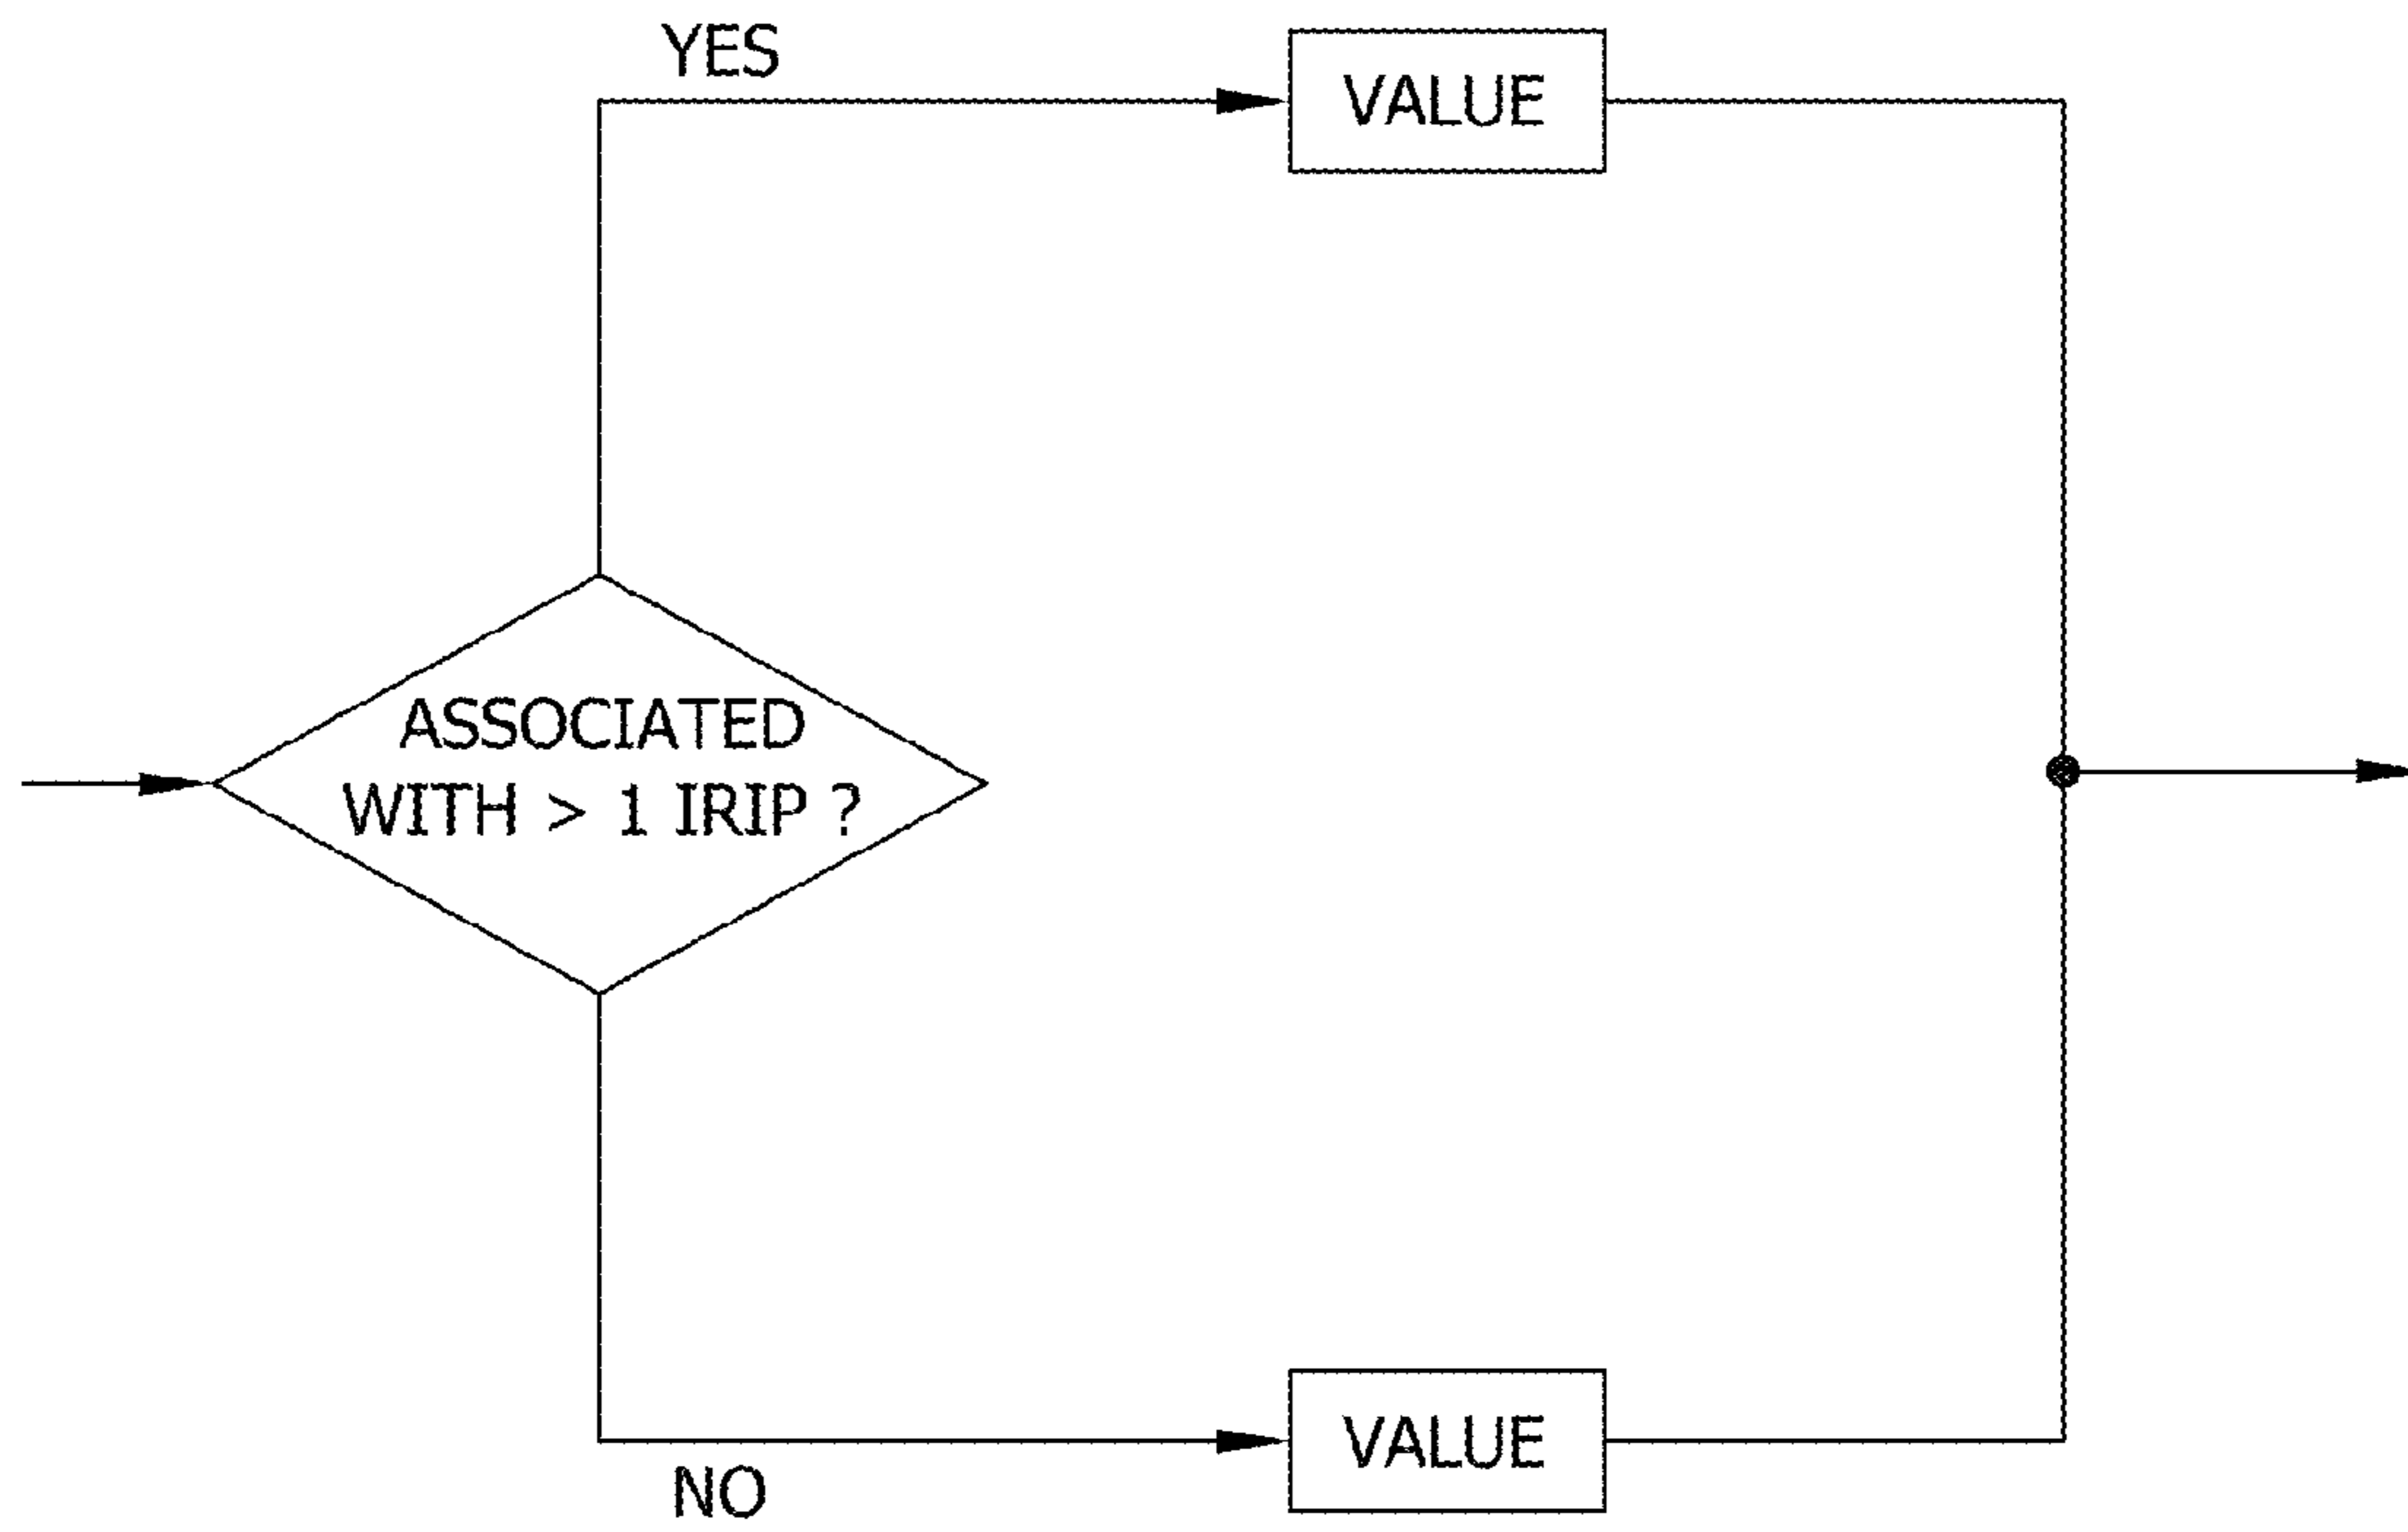 YES
VALUE
ASSOCIATED
WITH > 1 IRIP ?
VALUE
NO